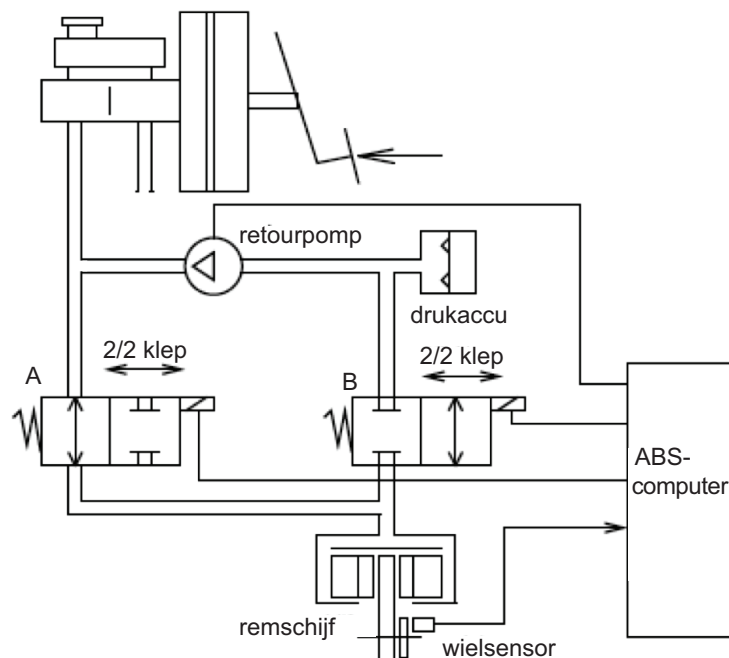 retourpomp
drukaccu
2/2 klep
2/2 klep
A
B
ABS-
computer
remschijf
wielsensor